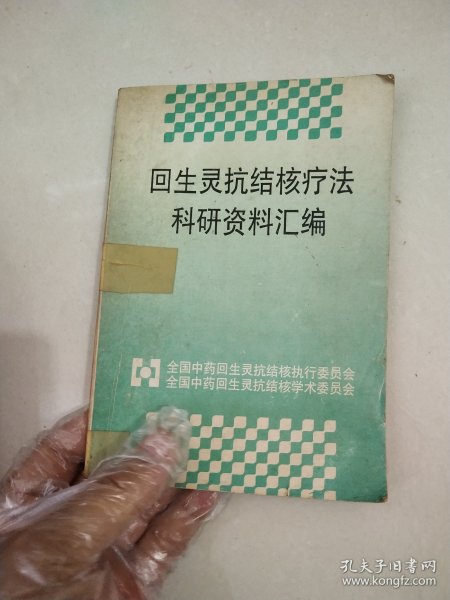 回生灵抗结核疗法
科研资料汇编
全国中药回生灵抗结核执行委员会
全国中药回生灵抗结核学术委员会
孔夫子旧书网
www.kongfz.com